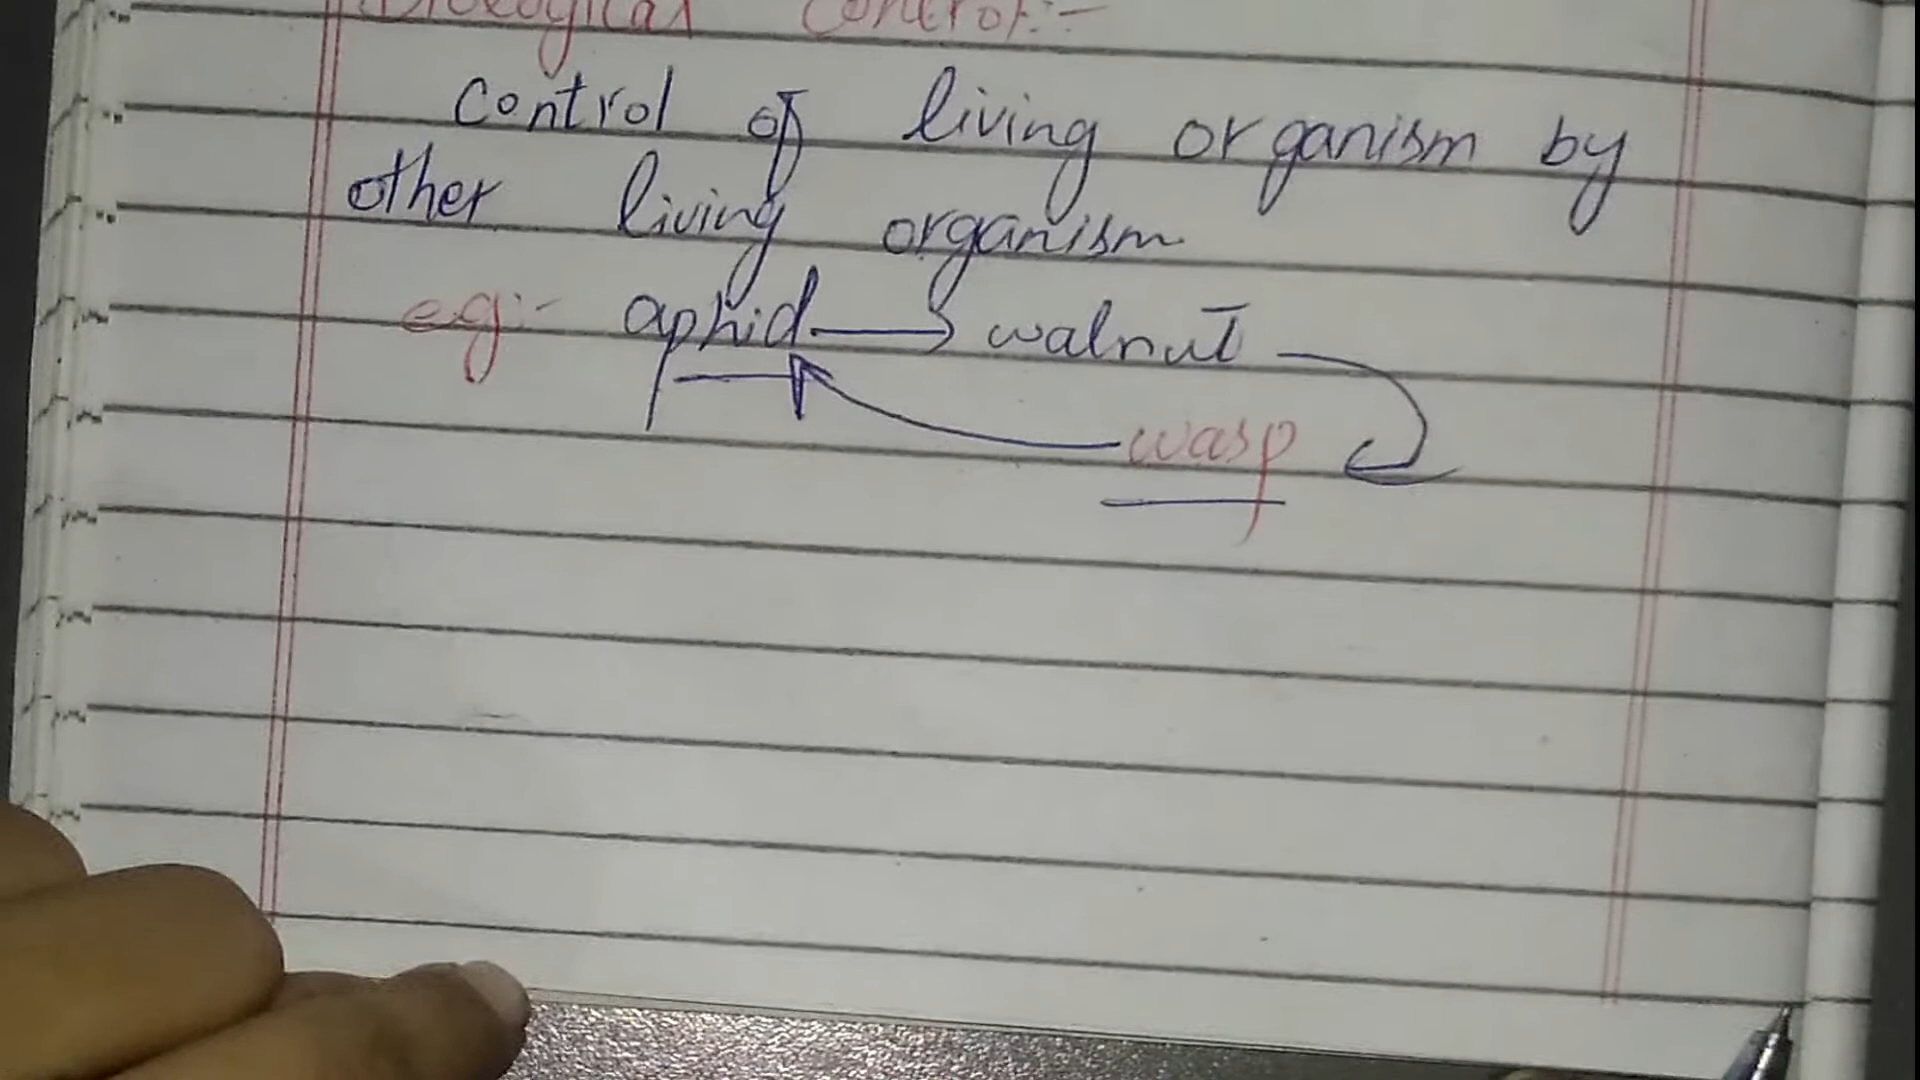 Biological Control:-
Control of living organism by
other living organism
eg:- aphid → walnut
wasp